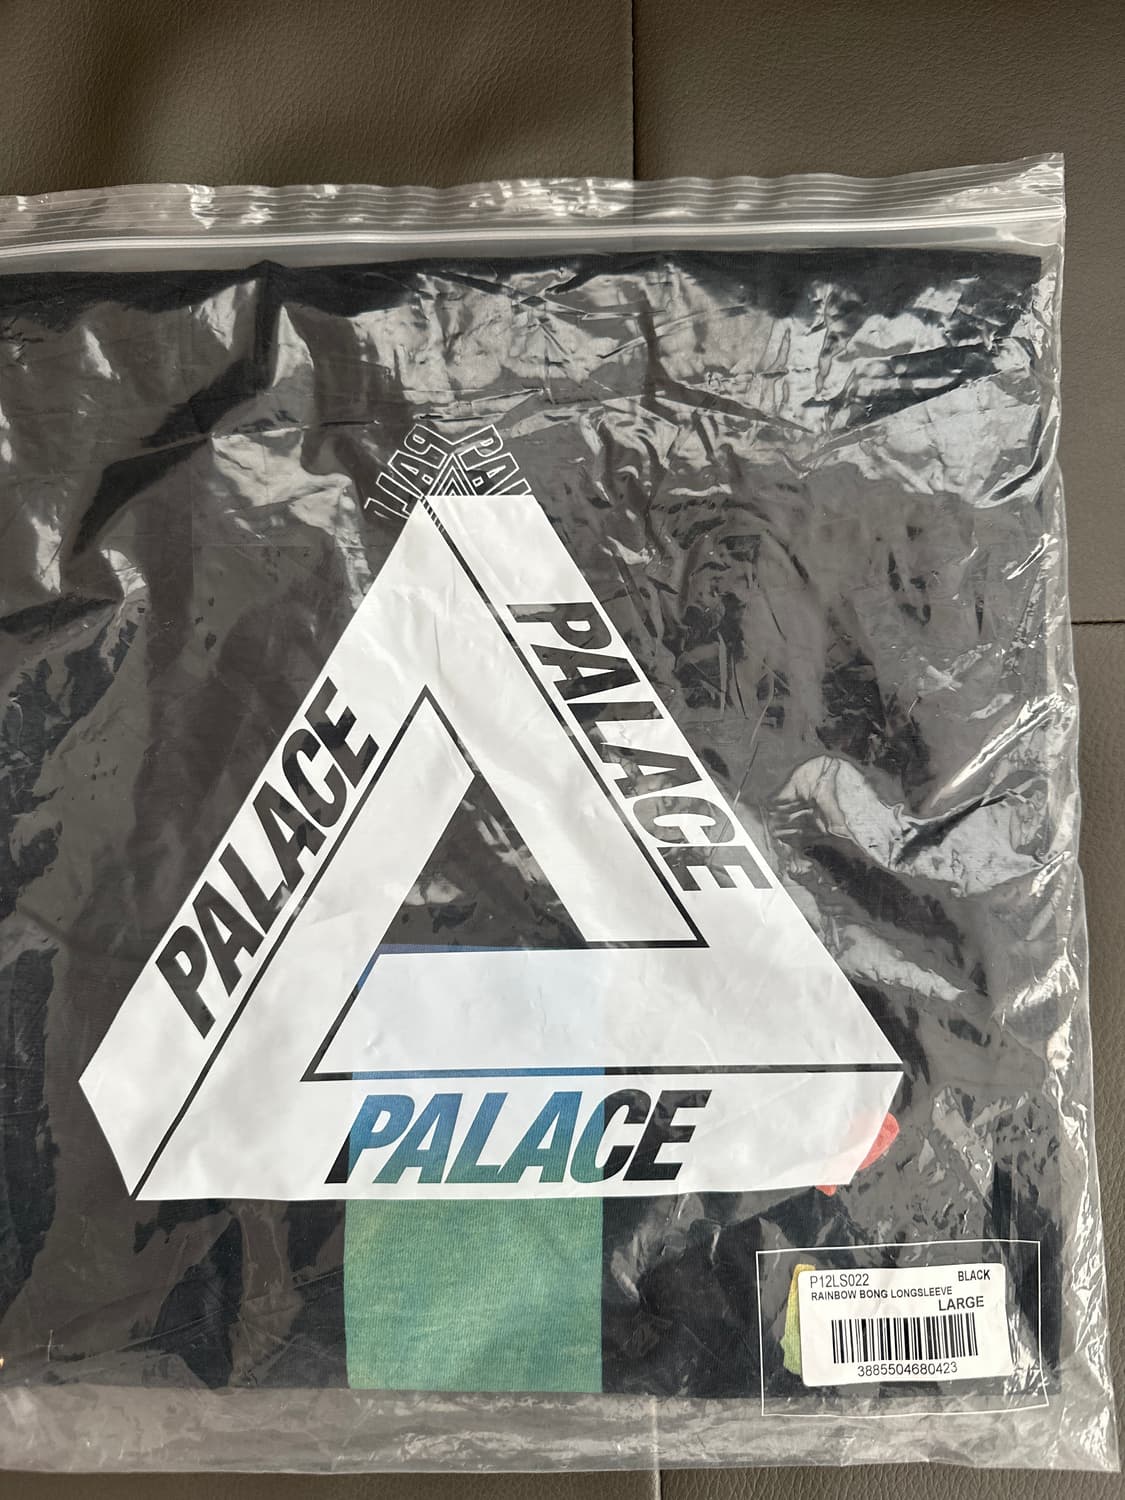 PALACE
PALACE
PALACE
P12LS022 BLACK
RAINBOW BONG LONGSLEEVE
LARGE
3885504680423